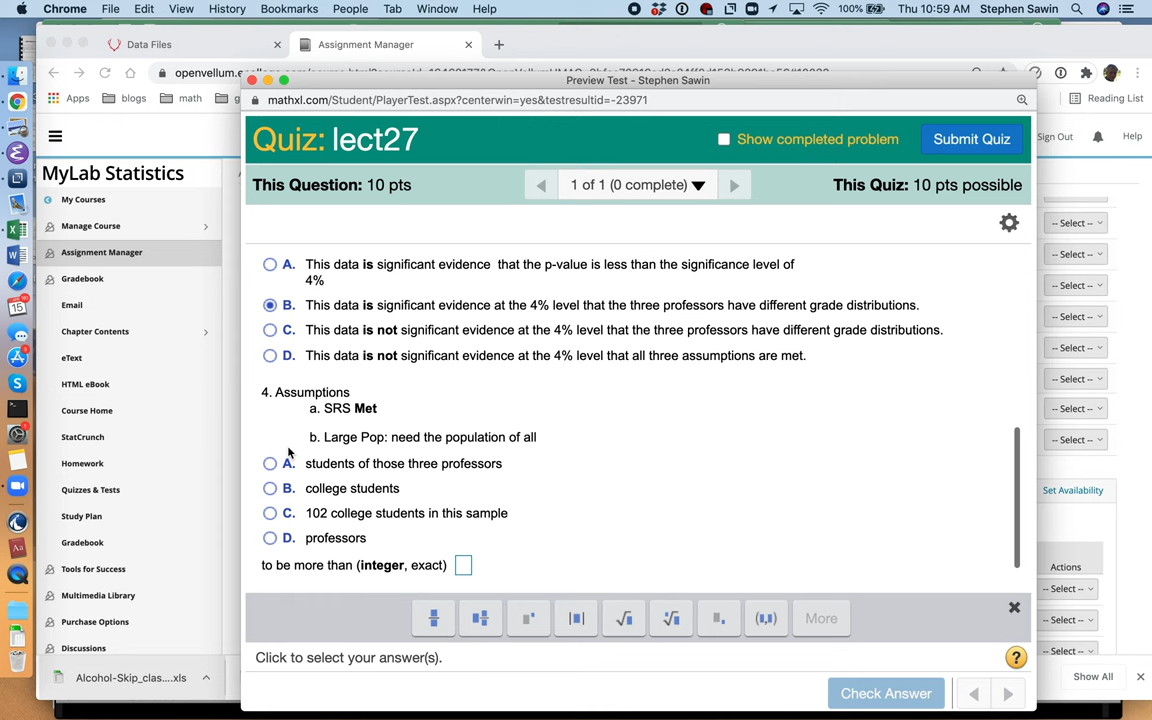 Chrome File Edit View History Bookmarks People Tab Window Help 100% Thu 10:59 AM Stephen Sawin
Data Files
Assignment Manager
Preview Test - Stephen Sawin
Apps blogs math
Reading List
mathxl.com/Student/PlayerTest.aspx?centerwin=yes&testresultid=-23971
Sign Out Help
Quiz: lect27
Show completed problem
Submit Quiz
This Question: 10 pts
1 of 1 (0 complete)
This Quiz: 10 pts possible
MyLab Statistics
My Courses
Manage Course
Assignment Manager
Gradebook
Email
Chapter Contents
eText
HTML eBook
Course Home
StatCrunch
Homework
Quizzes & Tests
Study Plan
Gradebook
Tools for Success
Multimedia Library
Purchase Options
Discussions
A. This data is significant evidence that the p-value is less than the significance level of
4%
B. This data is significant evidence at the 4% level that the three professors have different grade distributions.
C. This data is not significant evidence at the 4% level that the three professors have different grade distributions.
D. This data is not significant evidence at the 4% level that all three assumptions are met.
4. Assumptions
a. SRS Met
b. Large Pop: need the population of all
A. students of those three professors
B. college students
C. 102 college students in this sample
D. professors
to be more than (integer, exact)
More
Click to select your answer(s).
Check Answer
-- Select --
-- Select --
-- Select --
-- Select --
-- Select --
-- Select --
-- Select --
-- Select --
Set Availability
Actions
-- Select --
-- Select --
-- Select --
Alcohol-Skip_clas....xls
Show All